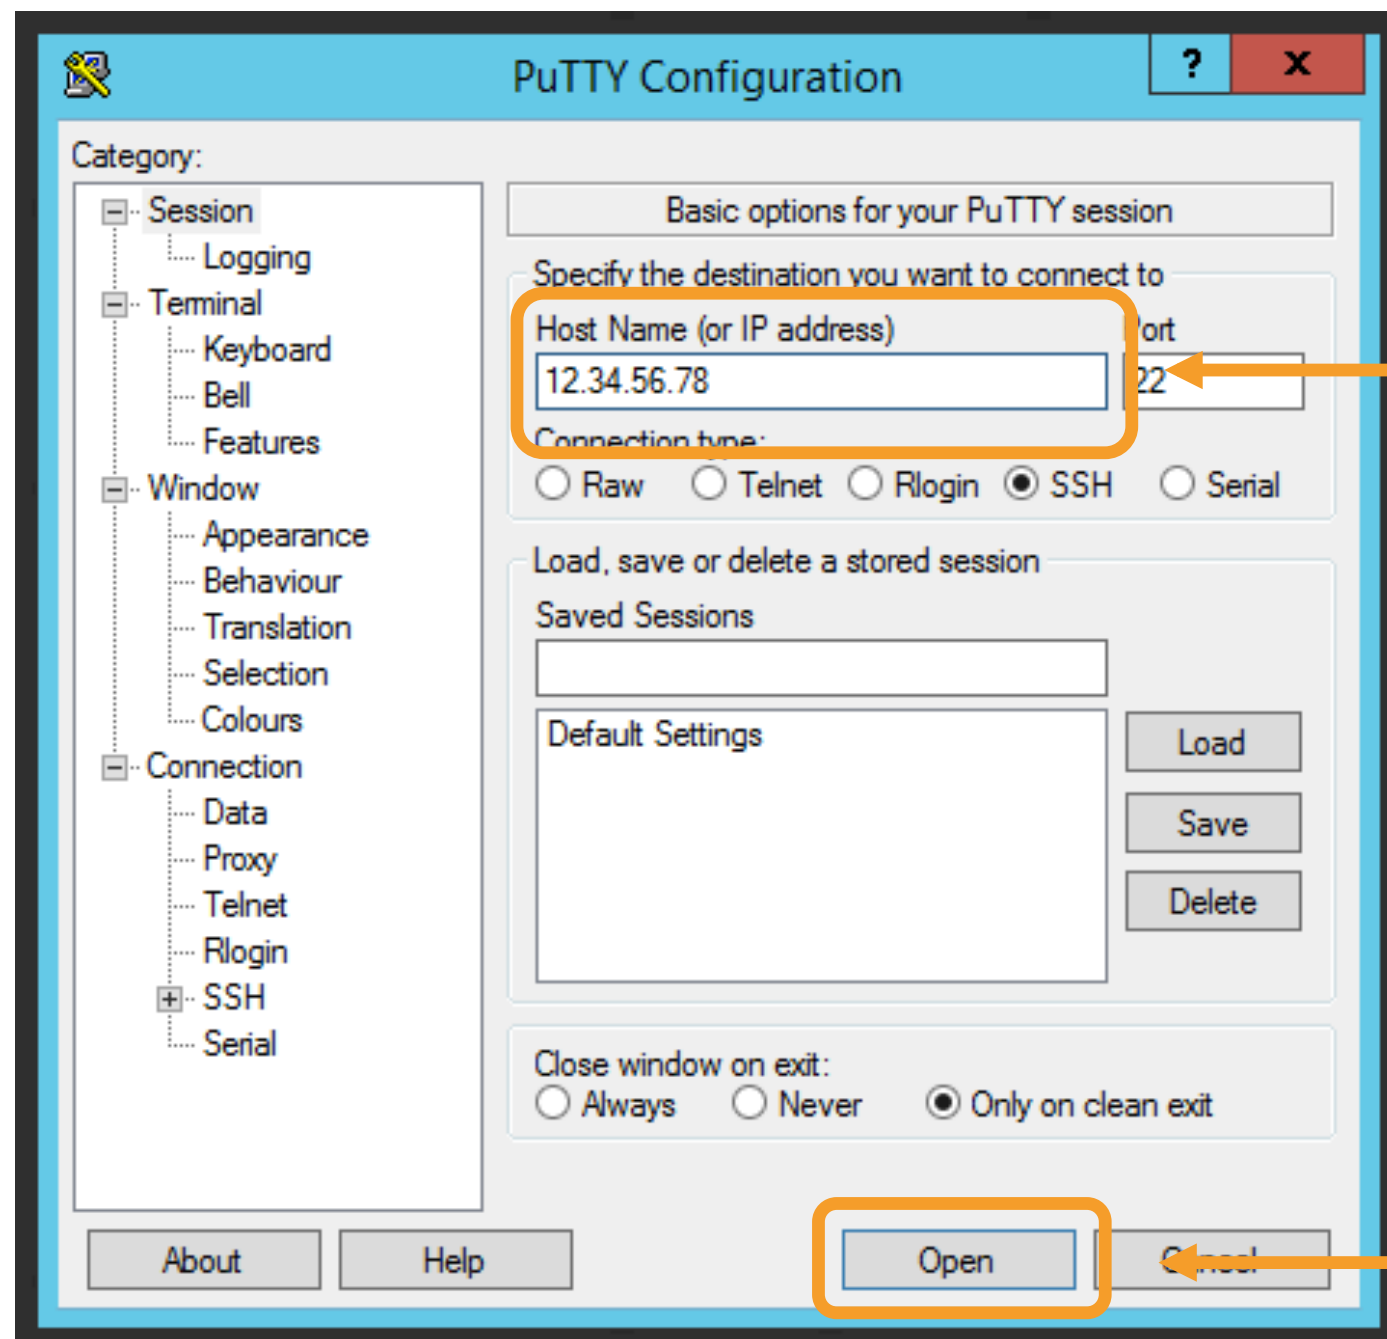 PuTTY Configuration
?
X
Category:
Session
Logging
Terminal
Keyboard
Bell
Features
Window
Appearance
Behaviour
Translation
Selection
Colours
Connection
Data
Proxy
Telnet
Rlogin
SSH
Serial
Basic options for your PuTTY session
Specify the destination you want to connect to
Host Name (or IP address) Port
12.34.56.78 22
Connection type:
Raw Telnet Rlogin SSH Serial
Load, save or delete a stored session
Saved Sessions
Default Settings
Load
Save
Delete
Close window on exit:
Always Never Only on clean exit
About Help Open Cancel